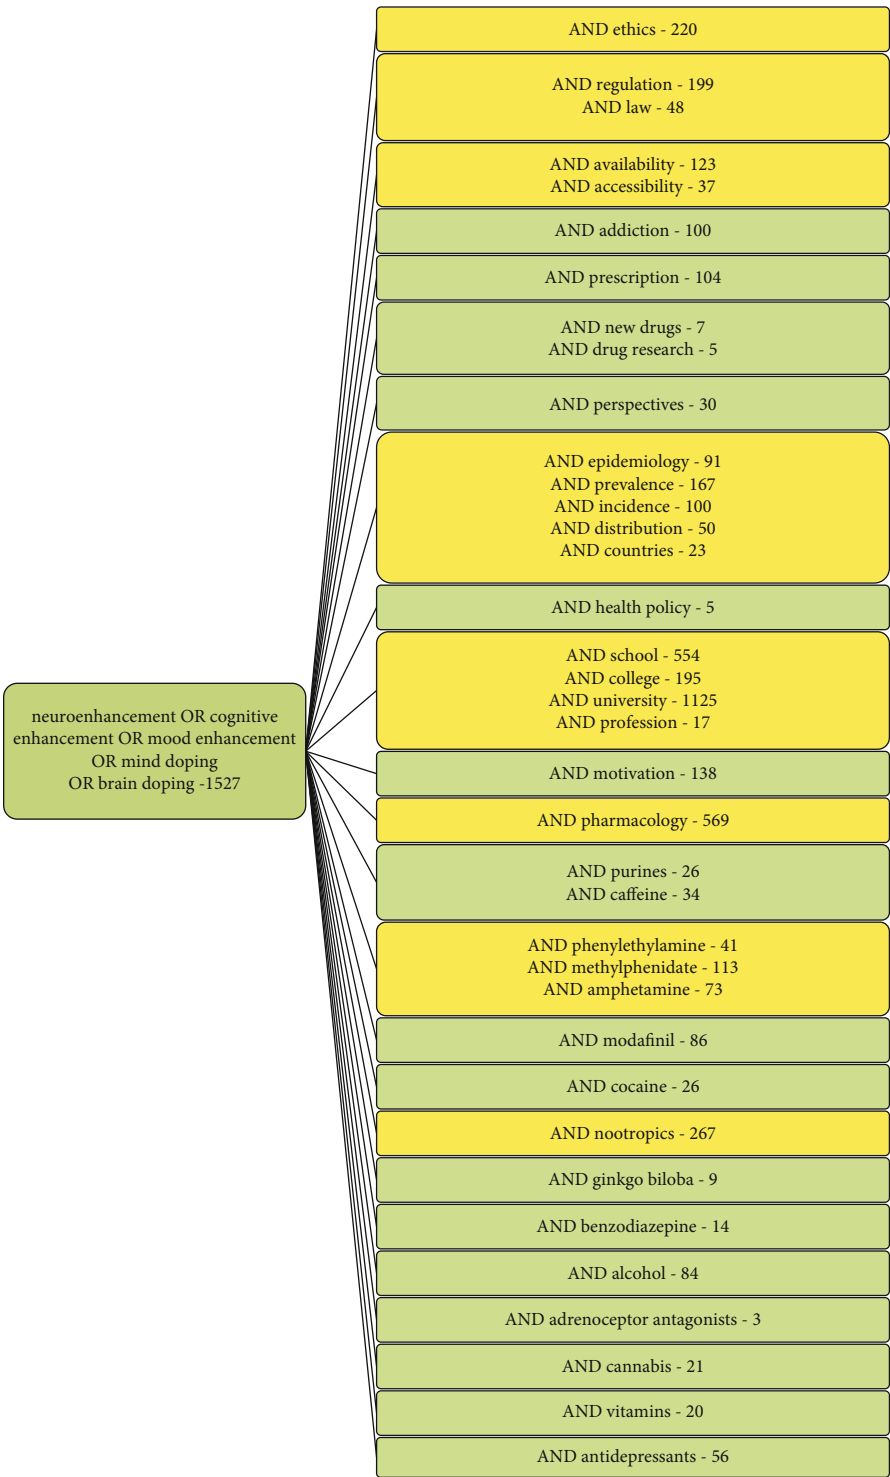 neuroenhancement OR cognitive
enhancement OR mood enhancement
OR mind doping
OR brain doping -1527
AND ethics - 220
AND regulation - 199
AND law - 48
AND availability - 123
AND accessibility - 37
AND addiction - 100
AND prescription - 104
AND new drugs - 7
AND drug research - 5
AND perspectives - 30
AND epidemiology - 91
AND prevalence - 167
AND incidence - 100
AND distribution - 50
AND countries - 23
AND health policy - 5
AND school - 554
AND college - 195
AND university - 1125
AND profession - 17
AND motivation - 138
AND pharmacology - 569
AND purines - 26
AND caffeine - 34
AND phenylethylamine - 41
AND methylphenidate - 113
AND amphetamine - 73
AND modafinil - 86
AND cocaine - 26
AND nootropics - 267
AND ginkgo biloba - 9
AND benzodiazepine - 14
AND alcohol - 84
AND adrenoceptor antagonists - 3
AND cannabis - 21
AND vitamins - 20
AND antidepressants - 56